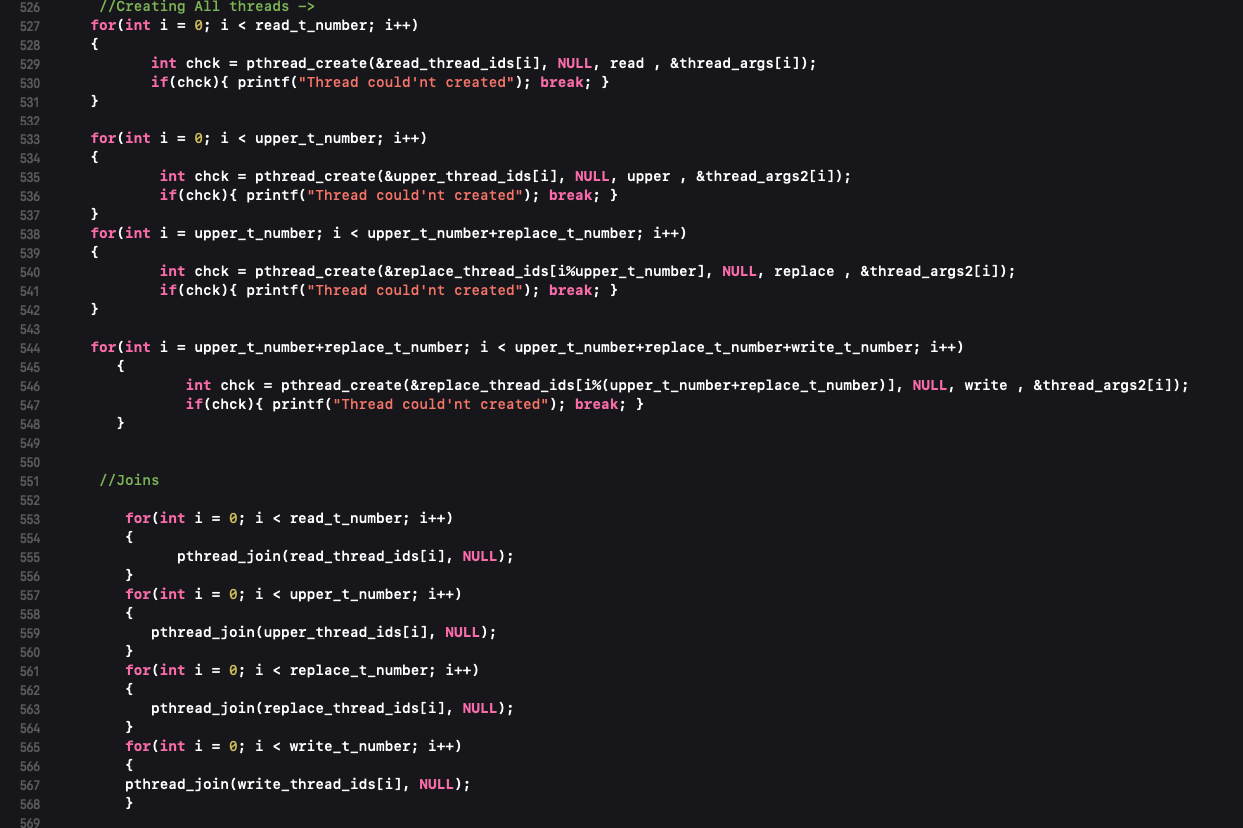 526 //Creating All threads ->
527 for(int i = 0; i < read_t_number; i++)
528 {
529 int chck = pthread_create(&read_thread_ids[i], NULL, read , &thread_args[i]);
530 if(chck){ printf("Thread could'nt created"); break; }
531 }
532
533 for(int i = 0; i < upper_t_number; i++)
534 {
535 int chck = pthread_create(&upper_thread_ids[i], NULL, upper , &thread_args2[i]);
536 if(chck){ printf("Thread could'nt created"); break; }
537 }
538 for(int i = upper_t_number; i < upper_t_number+replace_t_number; i++)
539 {
540 int chck = pthread_create(&replace_thread_ids[i%upper_t_number], NULL, replace , &thread_args2[i]);
541 if(chck){ printf("Thread could'nt created"); break; }
542 }
543
544 for(int i = upper_t_number+replace_t_number; i < upper_t_number+replace_t_number+write_t_number; i++)
545 {
546 int chck = pthread_create(&replace_thread_ids[i%(upper_t_number+replace_t_number)], NULL, write , &thread_args2[i]);
547 if(chck){ printf("Thread could'nt created"); break; }
548 }
549
550
551 //Joins
552
553 for(int i = 0; i < read_t_number; i++)
554 {
555 pthread_join(read_thread_ids[i], NULL);
556 }
557 for(int i = 0; i < upper_t_number; i++)
558 {
559 pthread_join(upper_thread_ids[i], NULL);
560 }
561 for(int i = 0; i < replace_t_number; i++)
562 {
563 pthread_join(replace_thread_ids[i], NULL);
564 }
565 for(int i = 0; i < write_t_number; i++)
566 {
567 pthread_join(write_thread_ids[i], NULL);
568 }
569